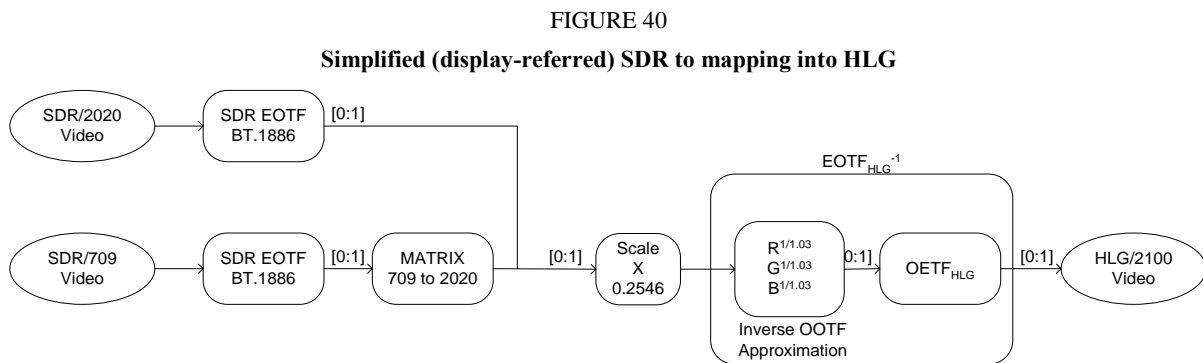 FIGURE 40
Simplified (display-referred) SDR to mapping into HLG
SDR/2020
Video
SDR EOTF
BT.1886
[0:1]
EOTF_HLG^-1
SDR/709
Video
SDR EOTF
BT.1886
[0:1]
MATRIX
709 to 2020
[0:1]
Scale
X
0.2546
R^1/1.03
G^1/1.03
B^1/1.03
[0:1]
OETF_HLG
[0:1]
HLG/2100
Video
Inverse OOTF
Approximation